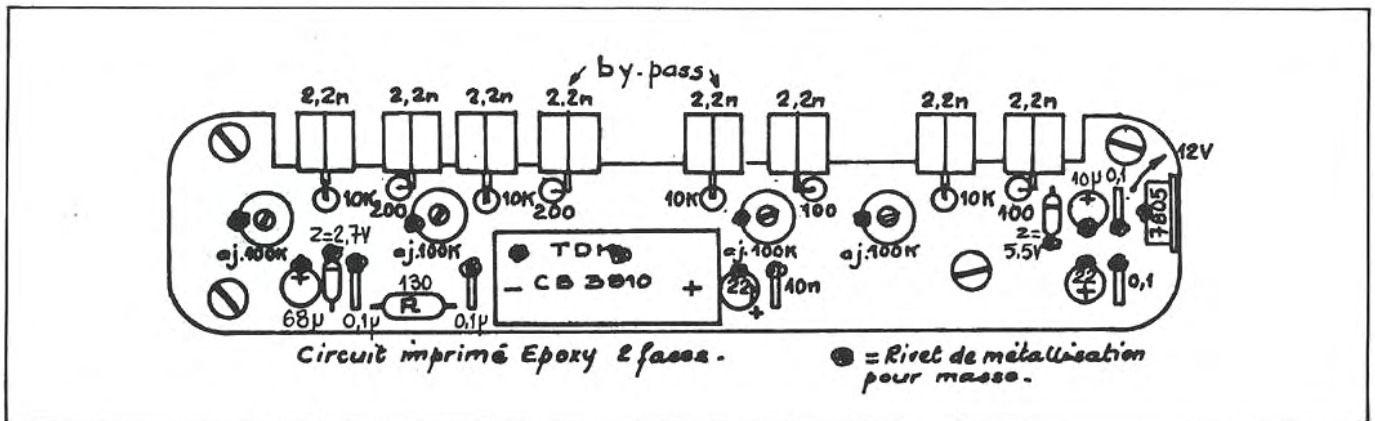 by.pass
2,2n 2,2n 2,2n 2,2n 2,2n 2,2n 2,2n 2,2n
12V
10µ 0,1
10K 200 10K 200 10K 100 10K 100
7805
aj.100K Z=2,7V aj.100K aj.100K aj.100K Z= 5.5V
TDK
- CB 3810 +
68µ 0,1µ 130 R 0,1µ 22 + 10n 22 0,1
Circuit imprimé Epoxy 2 fasse.
= Rivet de métallisation
pour masse.